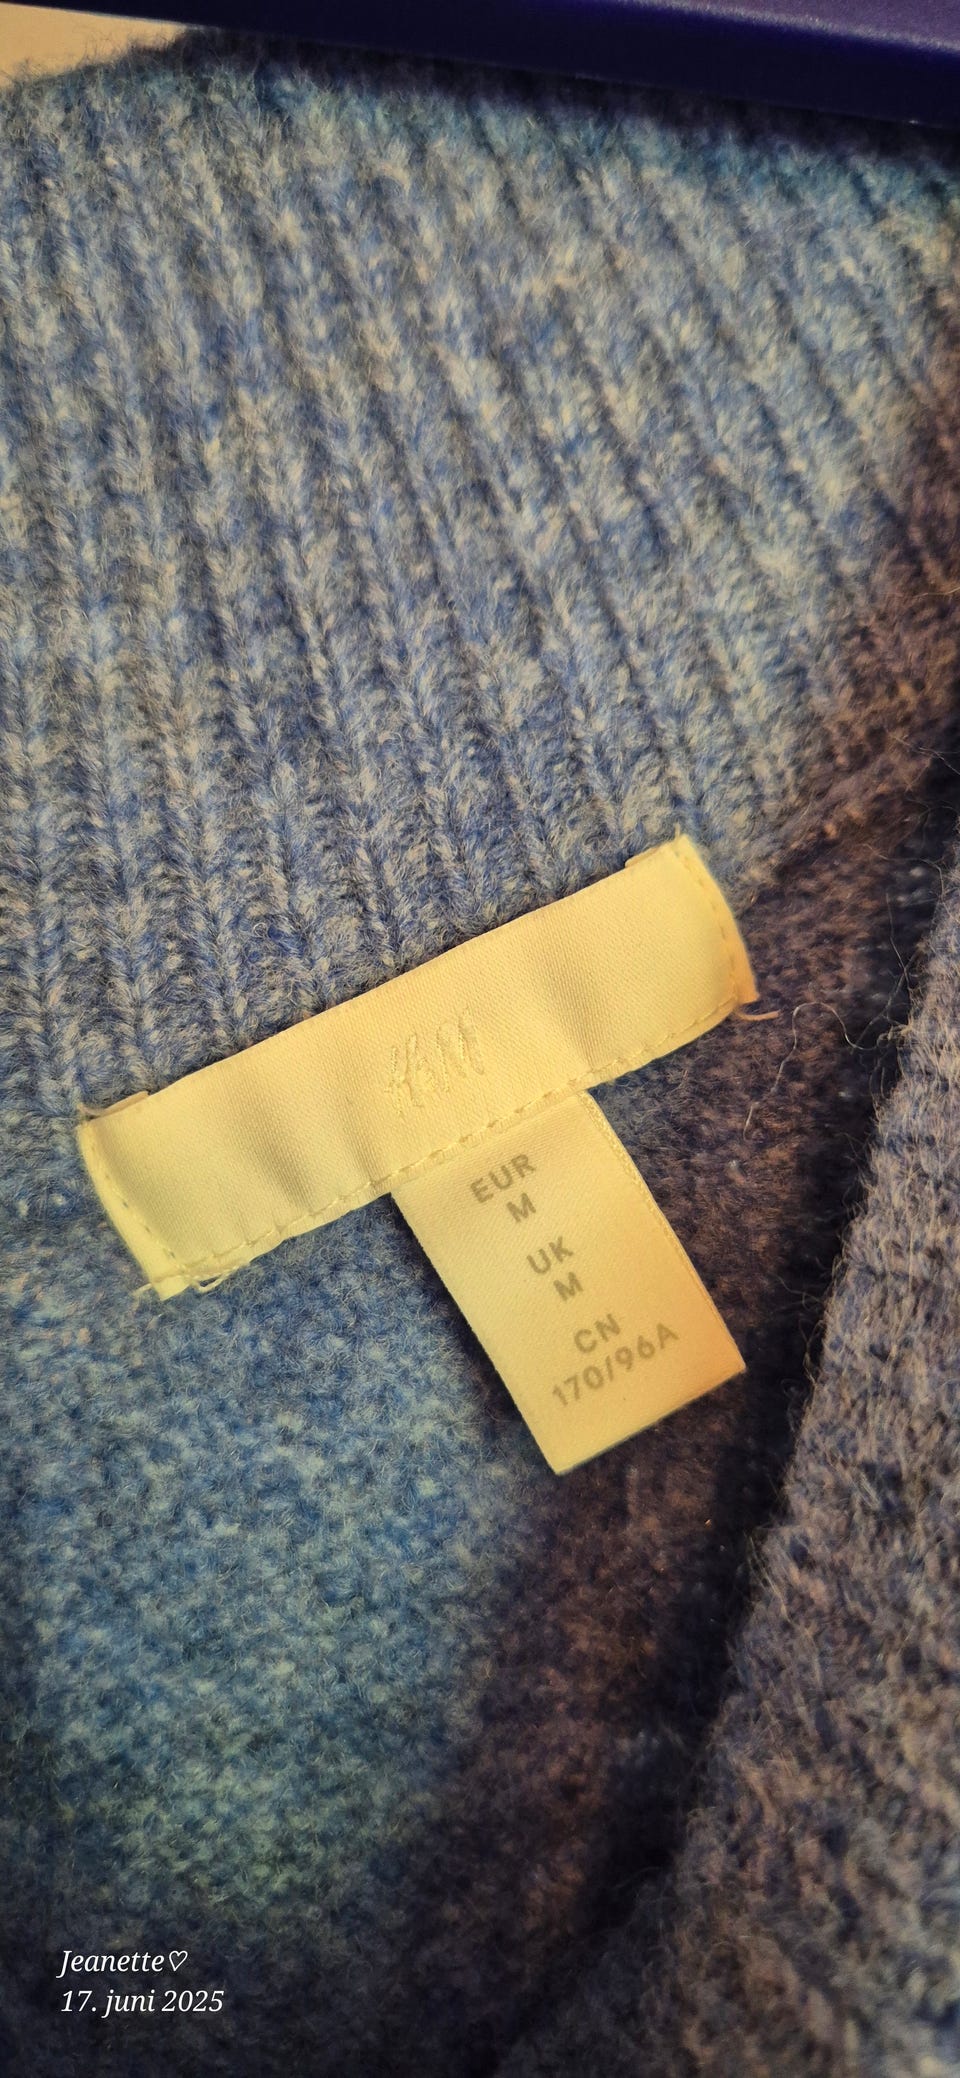 H&M
EUR
M
UK
M
CN
170/96A
Jeanette♡
17. juni 2025